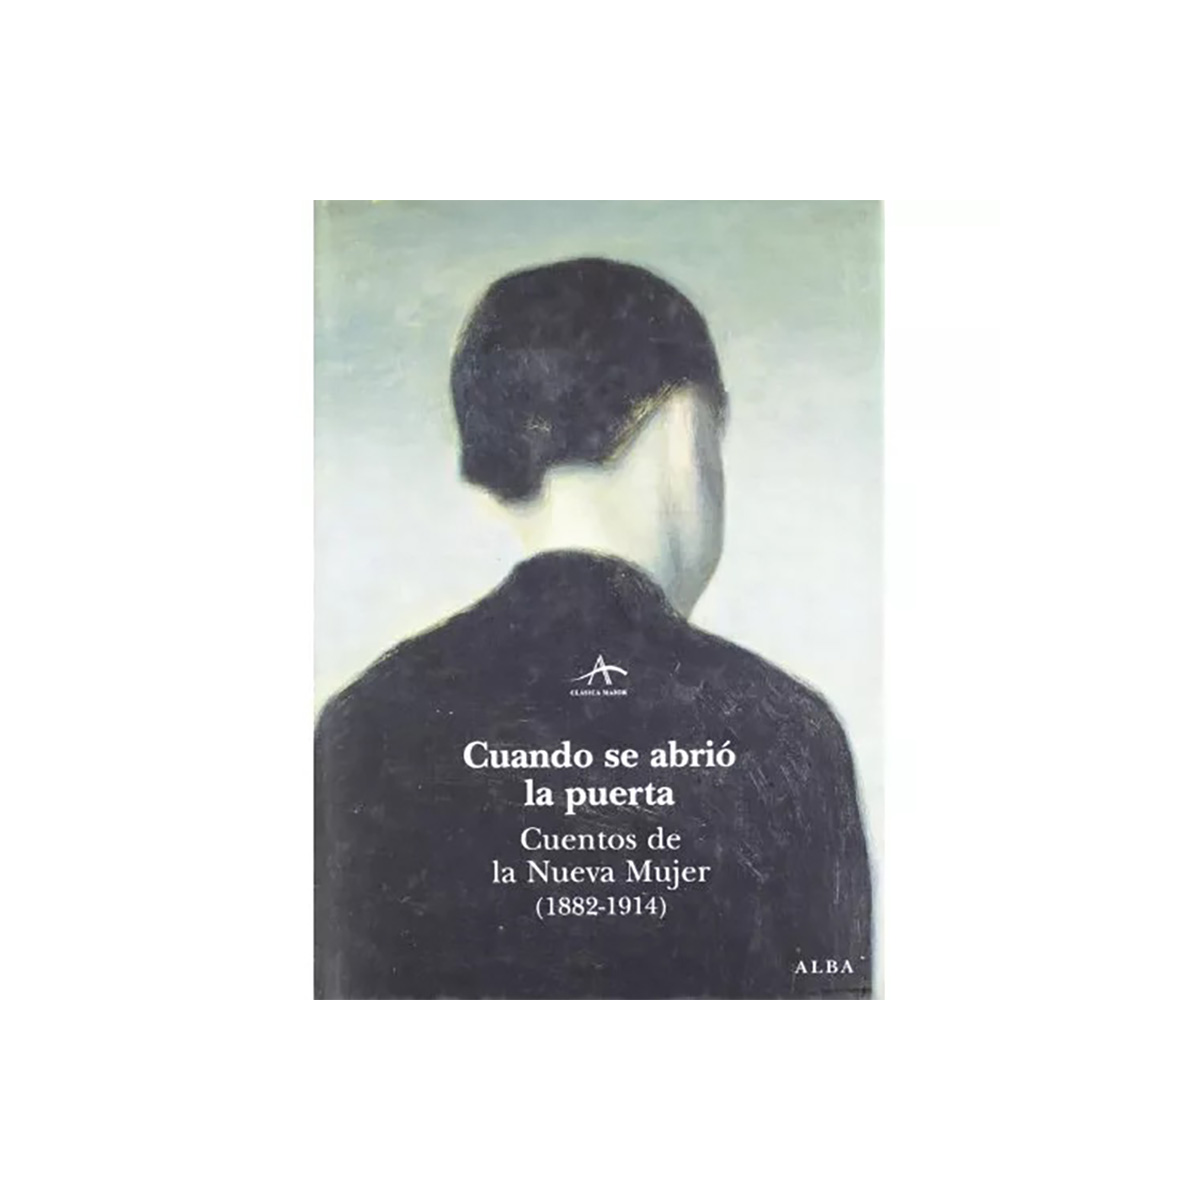 CLÁSICA MAIOR
Cuando se abrió
la puerta
Cuentos de
la Nueva Mujer
(1882-1914)
ALBA